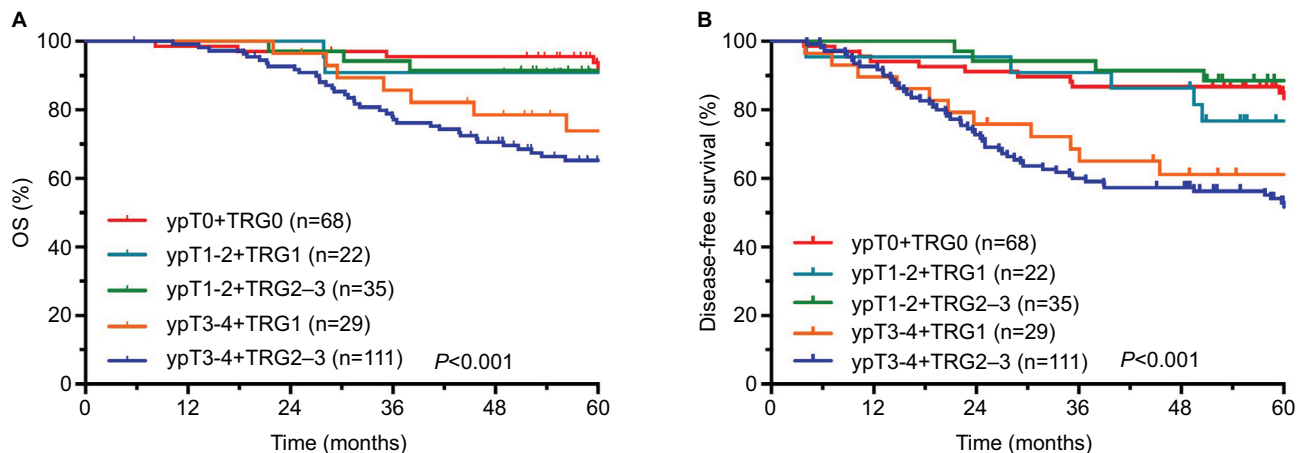 A
OS (%)
100
80
60
40
20
0
ypT0+TRG0 (n=68)
ypT1-2+TRG1 (n=22)
ypT1-2+TRG2–3 (n=35)
ypT3-4+TRG1 (n=29)
ypT3-4+TRG2–3 (n=111)
P<0.001
0 12 24 36 48 60
Time (months)
B
Disease-free survival (%)
100
80
60
40
20
0
ypT0+TRG0 (n=68)
ypT1-2+TRG1 (n=22)
ypT1-2+TRG2–3 (n=35)
ypT3-4+TRG1 (n=29)
ypT3-4+TRG2–3 (n=111)
P<0.001
0 12 24 36 48 60
Time (months)